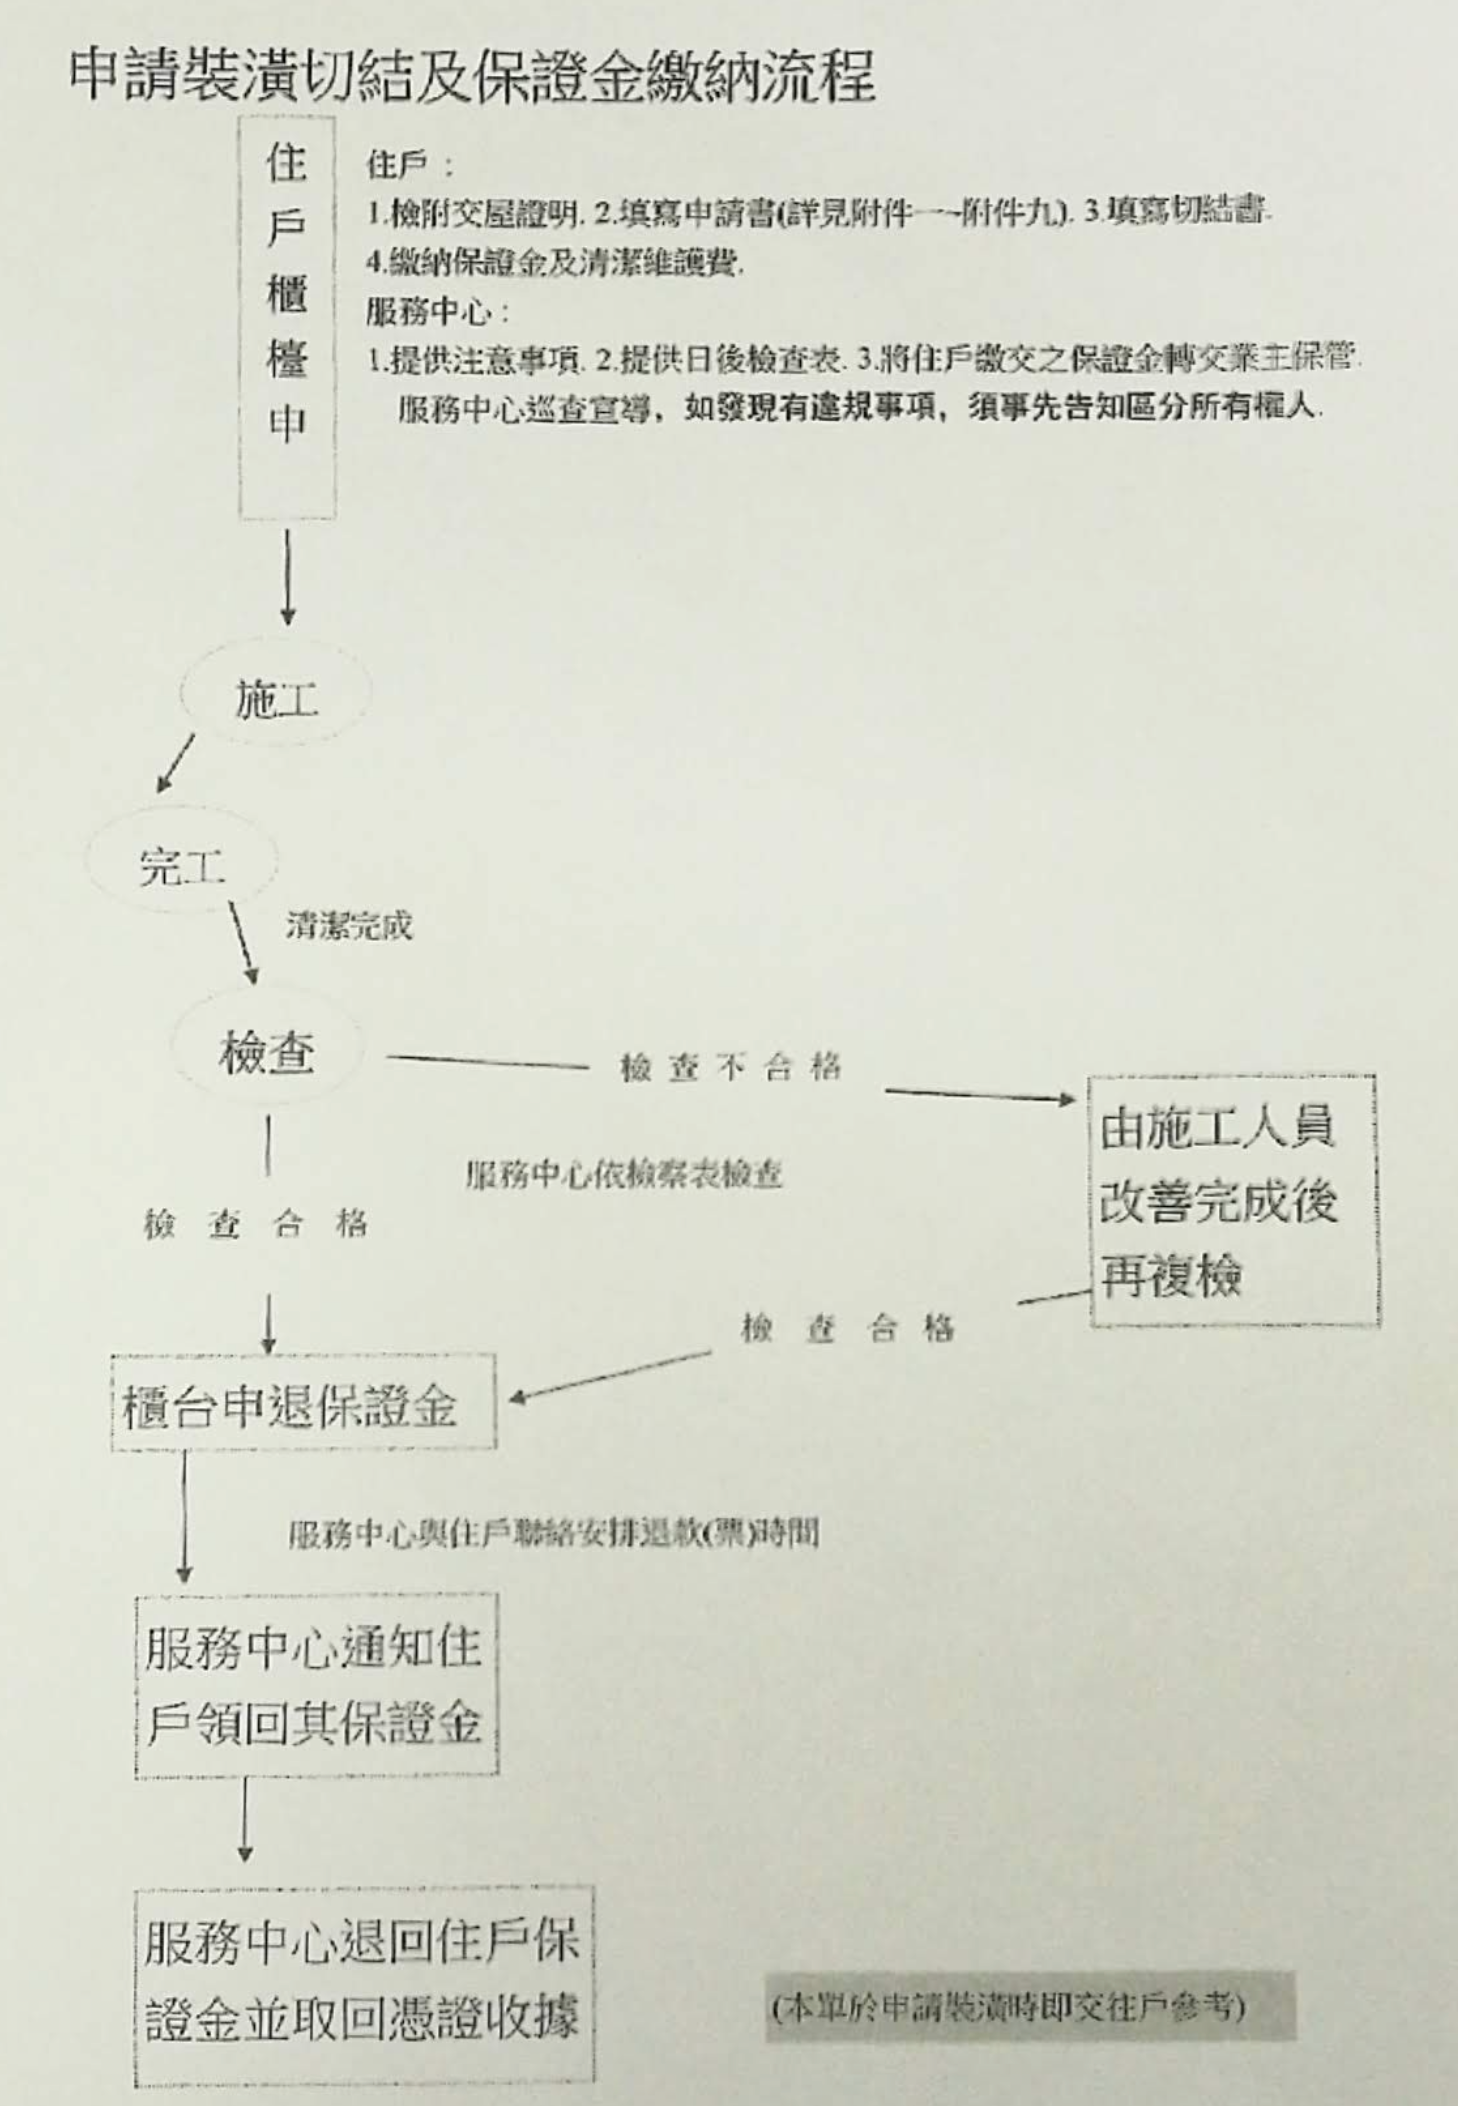 申請裝潢切結及保證金繳納流程
住戶櫃檯申
住戶：
1.檢附交屋證明. 2.填寫申請書(詳見附件一~附件九). 3.填寫切結書.
4.繳納保證金及清潔維護費.
服務中心：
1.提供注意事項. 2.提供日後檢查表. 3.將住戶繳交之保證金轉交業主保管.
服務中心巡查宣導，如發現有違規事項，須事先告知區分所有權人.
施工
完工
清潔完成
檢查
檢查不合格
由施工人員
改善完成後
再複檢
服務中心依檢察表檢查
檢查合格
檢查合格
櫃台申退保證金
服務中心與住戶聯絡安排退款(票)時間
服務中心通知住
戶領回其保證金
服務中心退回住戶保
證金並取回憑證收據
(本單於申請裝潢時即交住戶參考)